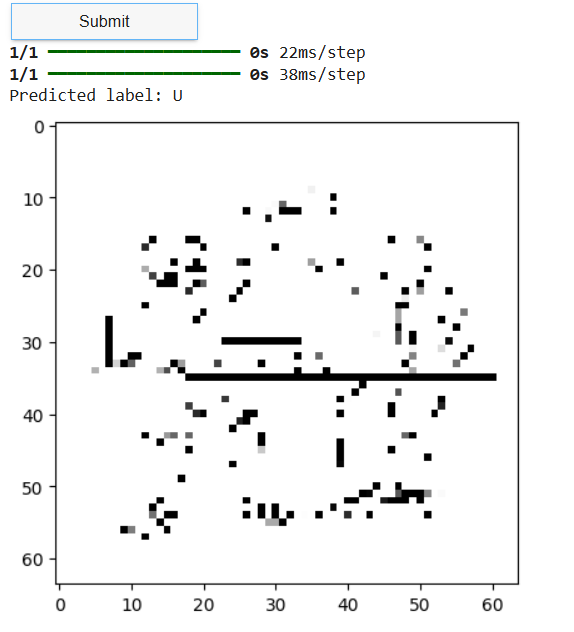 Submit
1/1 ━━━━━━━━━━━━━━━━━━━━ 0s 22ms/step
1/1 ━━━━━━━━━━━━━━━━━━━━ 0s 38ms/step
Predicted label: U
0
10
20
30
40
50
60
0 10 20 30 40 50 60